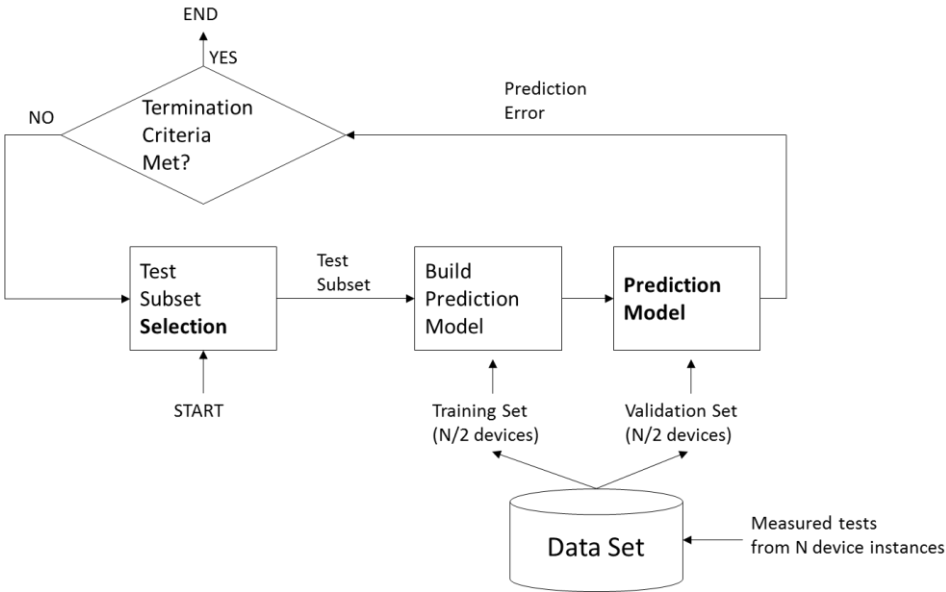 END
YES
Termination
Criteria
Met?
NO
Prediction
Error
Test
Subset
Selection
Test
Subset
Build
Prediction
Model
Prediction
Model
START
Training Set
(N/2 devices)
Validation Set
(N/2 devices)
Data Set
Measured tests
from N device instances